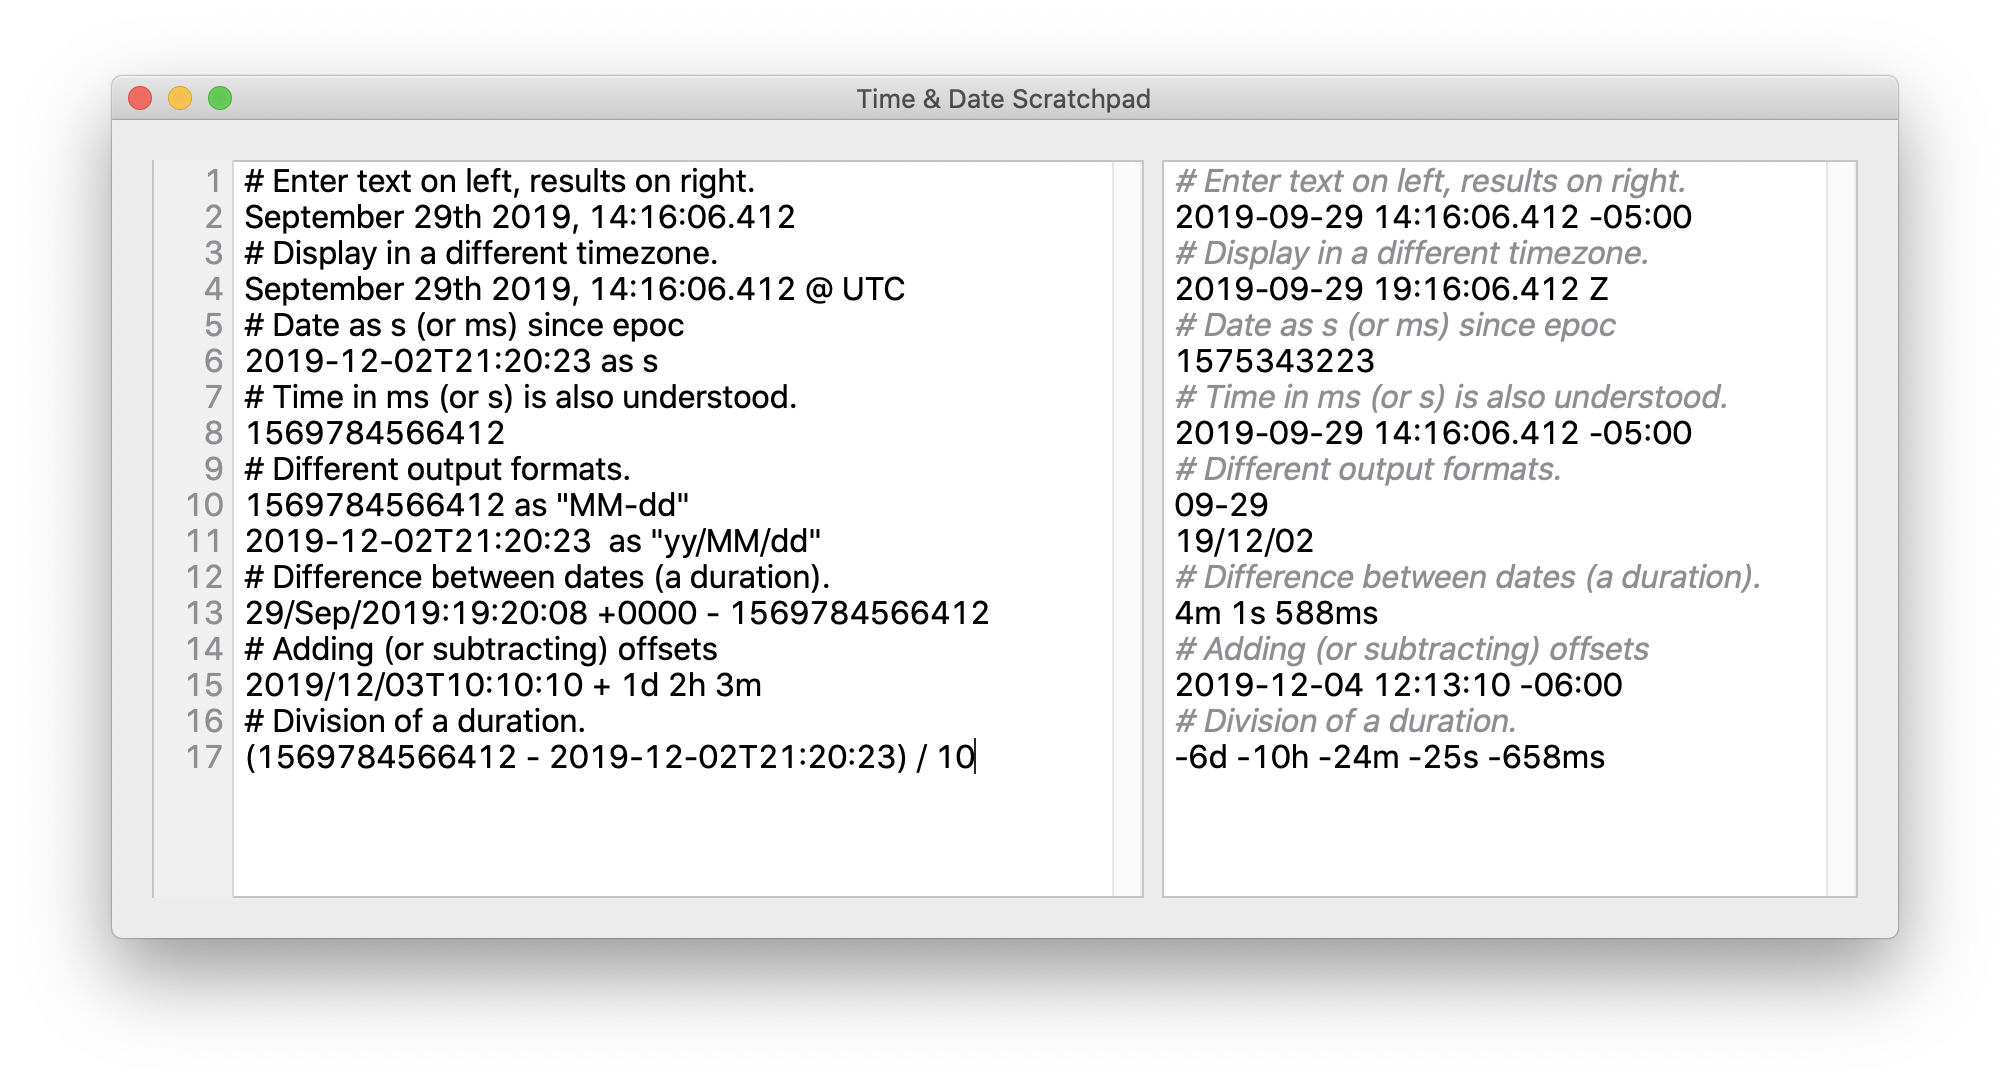 Time & Date Scratchpad
1 # Enter text on left, results on right.
2 September 29th 2019, 14:16:06.412
3 # Display in a different timezone.
4 September 29th 2019, 14:16:06.412 @ UTC
5 # Date as s (or ms) since epoc
6 2019-12-02T21:20:23 as s
7 # Time in ms (or s) is also understood.
8 1569784566412
9 # Different output formats.
10 1569784566412 as "MM-dd"
11 2019-12-02T21:20:23  as "yy/MM/dd"
12 # Difference between dates (a duration).
13 29/Sep/2019:19:20:08 +0000 - 1569784566412
14 # Adding (or subtracting) offsets
15 2019/12/03T10:10:10 + 1d 2h 3m
16 # Division of a duration.
17 (1569784566412 - 2019-12-02T21:20:23) / 10
# Enter text on left, results on right.
2019-09-29 14:16:06.412 -05:00
# Display in a different timezone.
2019-09-29 19:16:06.412 Z
# Date as s (or ms) since epoc
1575343223
# Time in ms (or s) is also understood.
2019-09-29 14:16:06.412 -05:00
# Different output formats.
09-29
19/12/02
# Difference between dates (a duration).
4m 1s 588ms
# Adding (or subtracting) offsets
2019-12-04 12:13:10 -06:00
# Division of a duration.
-6d -10h -24m -25s -658ms